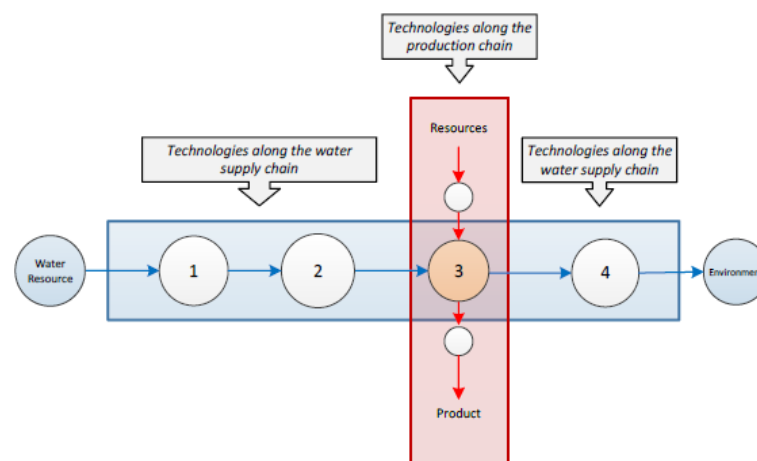 Technologies along the
production chain
Technologies along the water
supply chain
Resources
Technologies along the
water supply chain
Water
Resource
1
2
3
4
Environment
Product